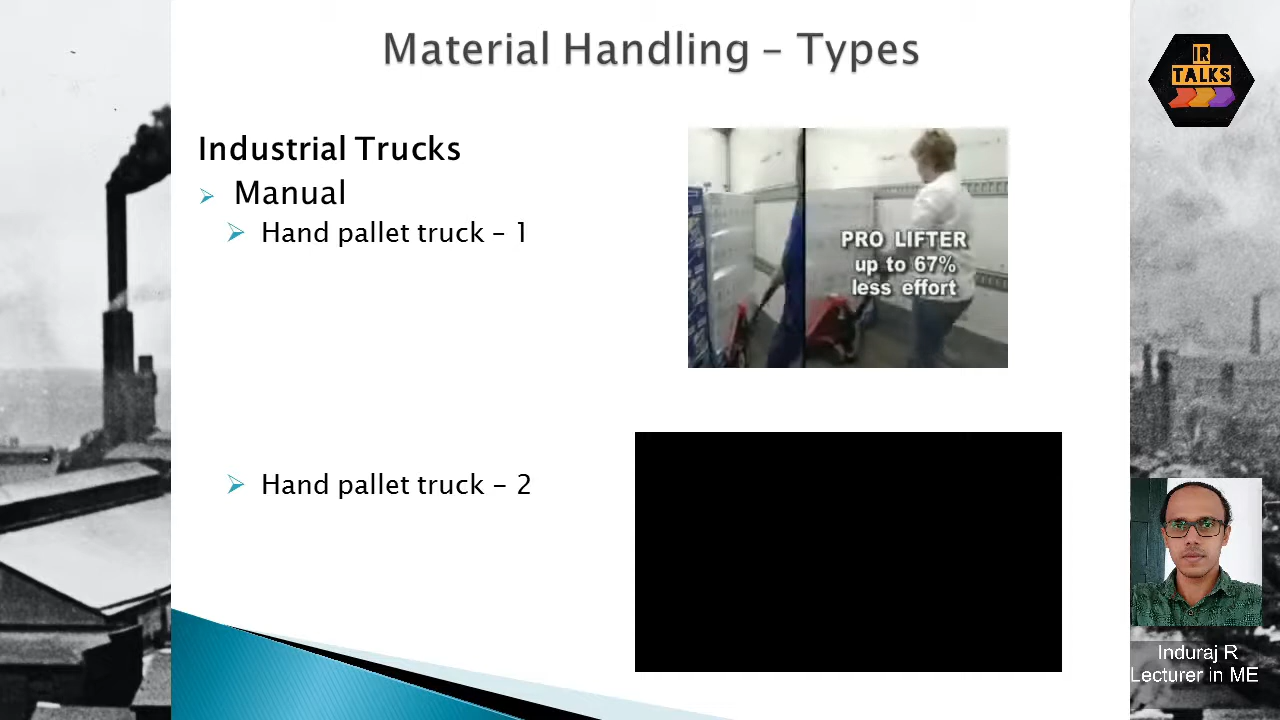 Material Handling – Types
IR
TALKS
Industrial Trucks
Manual
Hand pallet truck – 1
PRO LIFTER
up to 67%
less effort
Hand pallet truck – 2
Induraj R
Lecturer in ME